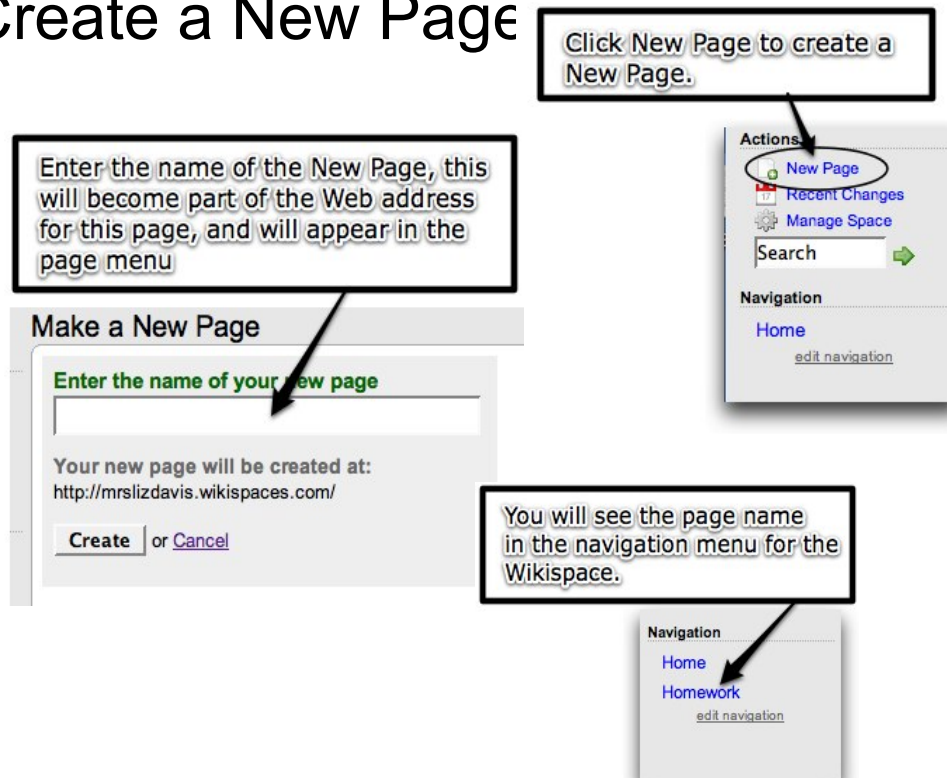 Create a New Page
Click New Page to create a
New Page.
Actions
New Page
17
Recent Changes
Manage Space
Search
Navigation
Home
edit navigation
Enter the name of the New Page, this
will become part of the Web address
for this page, and will appear in the
page menu
Make a New Page
Enter the name of your new page
Your new page will be created at:
http://mrslizdavis.wikispaces.com/
Create or Cancel
You will see the page name
in the navigation menu for the
Wikispace.
Navigation
Home
Homework
edit navigation